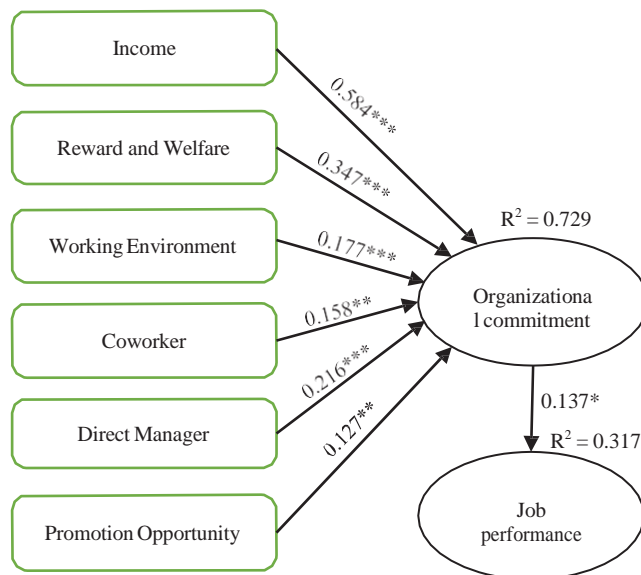 Income
0.584***
Reward and Welfare
0.347***
R² = 0.729
Working Environment
0.177***
Organizationa
l commitment
0.158**
Coworker
0.216***
0.137*
Direct Manager
0.127**
R² = 0.317
Job
performance
Promotion Opportunity